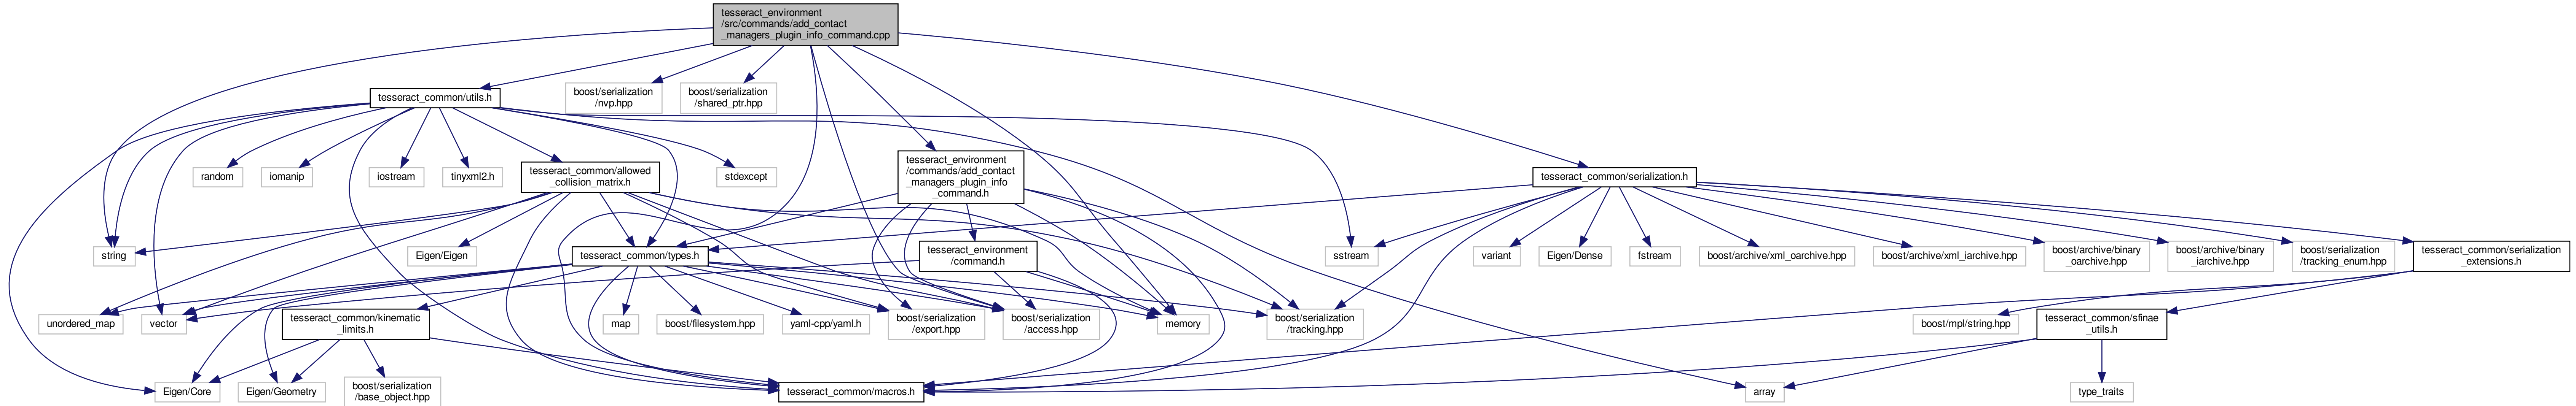 tesseract_environment
/src/commands/add_contact
_managers_plugin_info_command.cpp
tesseract_common/utils.h
boost/serialization
/nvp.hpp
boost/serialization
/shared_ptr.hpp
random
iomanip
iostream
tinyxml2.h
tesseract_common/allowed
_collision_matrix.h
stdexcept
tesseract_environment
/commands/add_contact
_managers_plugin_info
_command.h
tesseract_common/serialization.h
string
Eigen/Eigen
tesseract_common/types.h
tesseract_environment
/command.h
sstream
variant
Eigen/Dense
fstream
boost/archive/xml_oarchive.hpp
boost/archive/xml_iarchive.hpp
boost/archive/binary
_oarchive.hpp
boost/archive/binary
_iarchive.hpp
boost/serialization
/tracking_enum.hpp
tesseract_common/serialization
_extensions.h
unordered_map
vector
tesseract_common/kinematic
_limits.h
map
boost/filesystem.hpp
yaml-cpp/yaml.h
boost/serialization
/export.hpp
boost/serialization
/access.hpp
memory
boost/serialization
/tracking.hpp
boost/mpl/string.hpp
tesseract_common/sfinae
_utils.h
Eigen/Core
Eigen/Geometry
boost/serialization
/base_object.hpp
tesseract_common/macros.h
array
type_traits